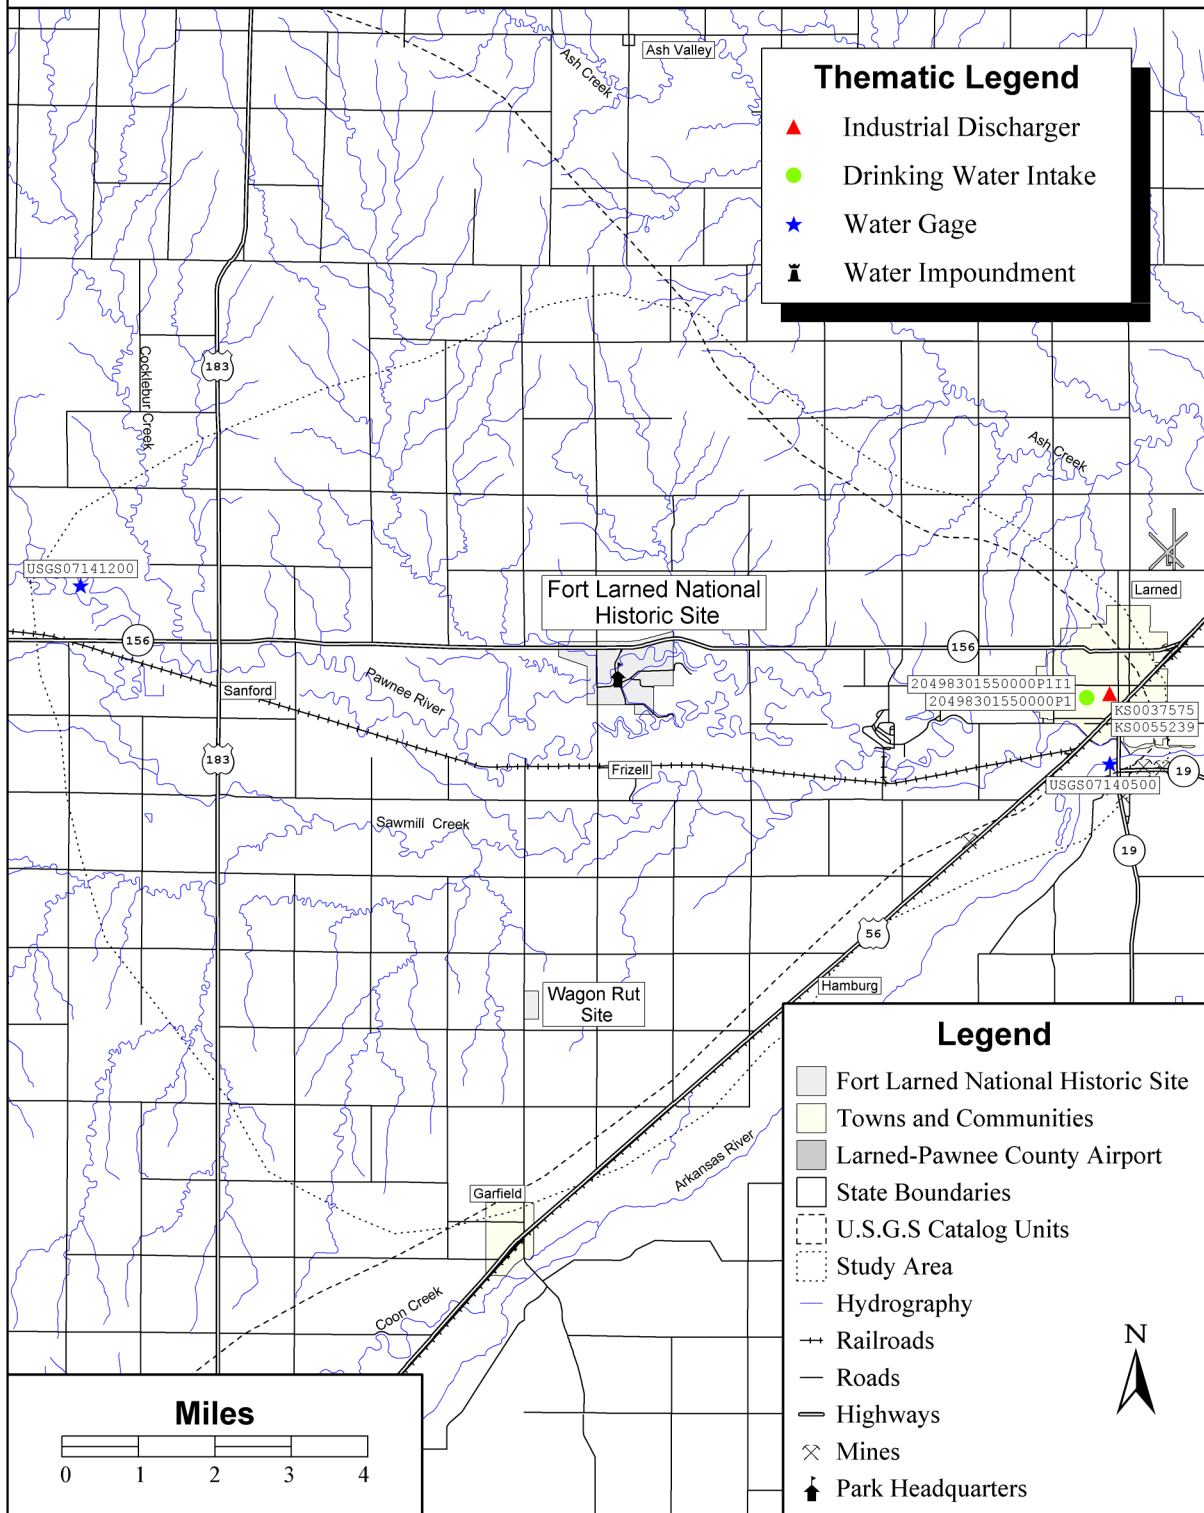 Ash Valley
Ash Creek
Thematic Legend
Industrial Discharger
Drinking Water Intake
Water Gage
Water Impoundment
Cocklebur Creek
183
Ash Creek
USGS07141200
Fort Larned National
Historic Site
Larned
156
156
Pawnee River
Sanford
20498301550000P1I1
20498301550000P1
KS0037575
KS0055239
183
Frizell
19
USGS07140500
Sawmill Creek
19
56
Hamburg
Wagon Rut
Site
Arkansas River
Garfield
Coon Creek
Legend
Fort Larned National Historic Site
Towns and Communities
Larned-Pawnee County Airport
State Boundaries
U.S.G.S Catalog Units
Study Area
Hydrography
Railroads
Roads
Highways
Mines
Park Headquarters
N
Miles
0 1 2 3 4